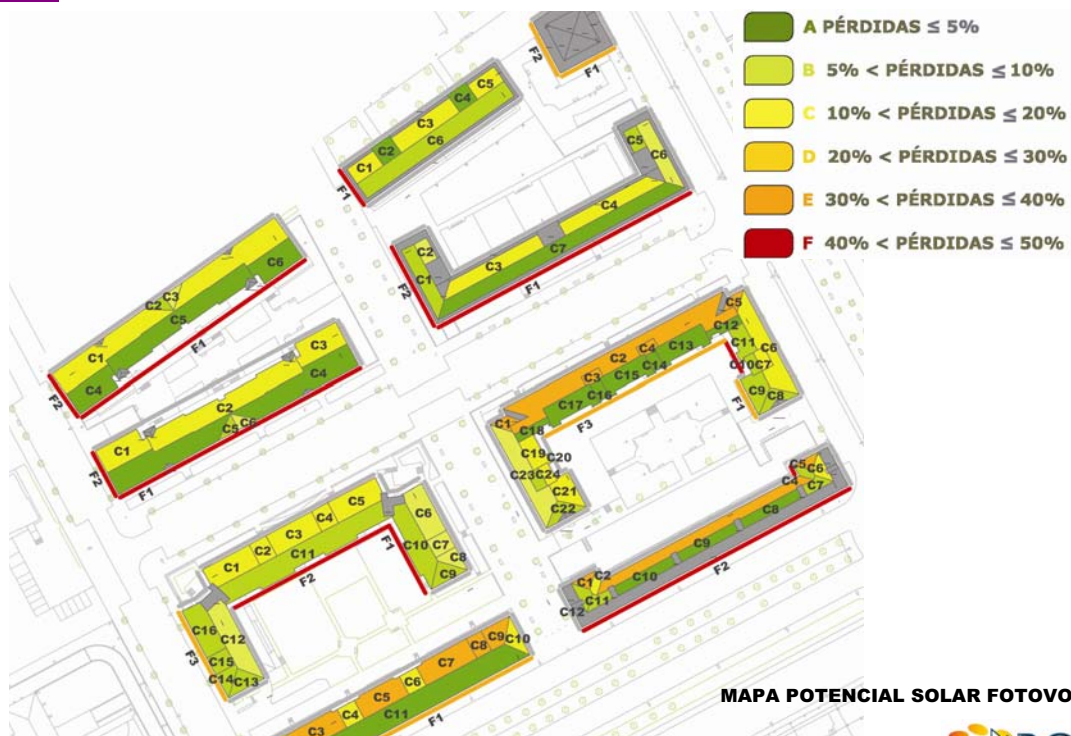 A PÉRDIDAS ≤ 5%
B 5% < PÉRDIDAS ≤ 10%
C 10% < PÉRDIDAS ≤ 20%
D 20% < PÉRDIDAS ≤ 30%
E 30% < PÉRDIDAS ≤ 40%
F 40% < PÉRDIDAS ≤ 50%
F2
F1
C5
C4
C3
C2
C6
C1
F1
C5
C6
C4
C2
C7
C3
C1
F2
F1
C6
C3
C2
C5
C1
F1
C4
F2
C3
C4
C2
C6
C5
C1
F2
F1
C5
C12
C13
C4
C2
C11
C6
C10
C7
C14
C3
C15
C16
C9
C8
C17
F1
C1
C18
F3
C19
C20
C23
C24
C21
C22
C5
C6
C4
C7
C8
C9
F2
C10
C2
C1
C11
C12
C5
C6
C4
C3
F1
C2
C11
C10
C7
C1
C8
F2
C9
C16
C12
F3
C15
C14
C13
C10
C9
C8
C7
C6
C5
C4
C11
F1
C3
MAPA POTENCIAL SOLAR FOTOVO